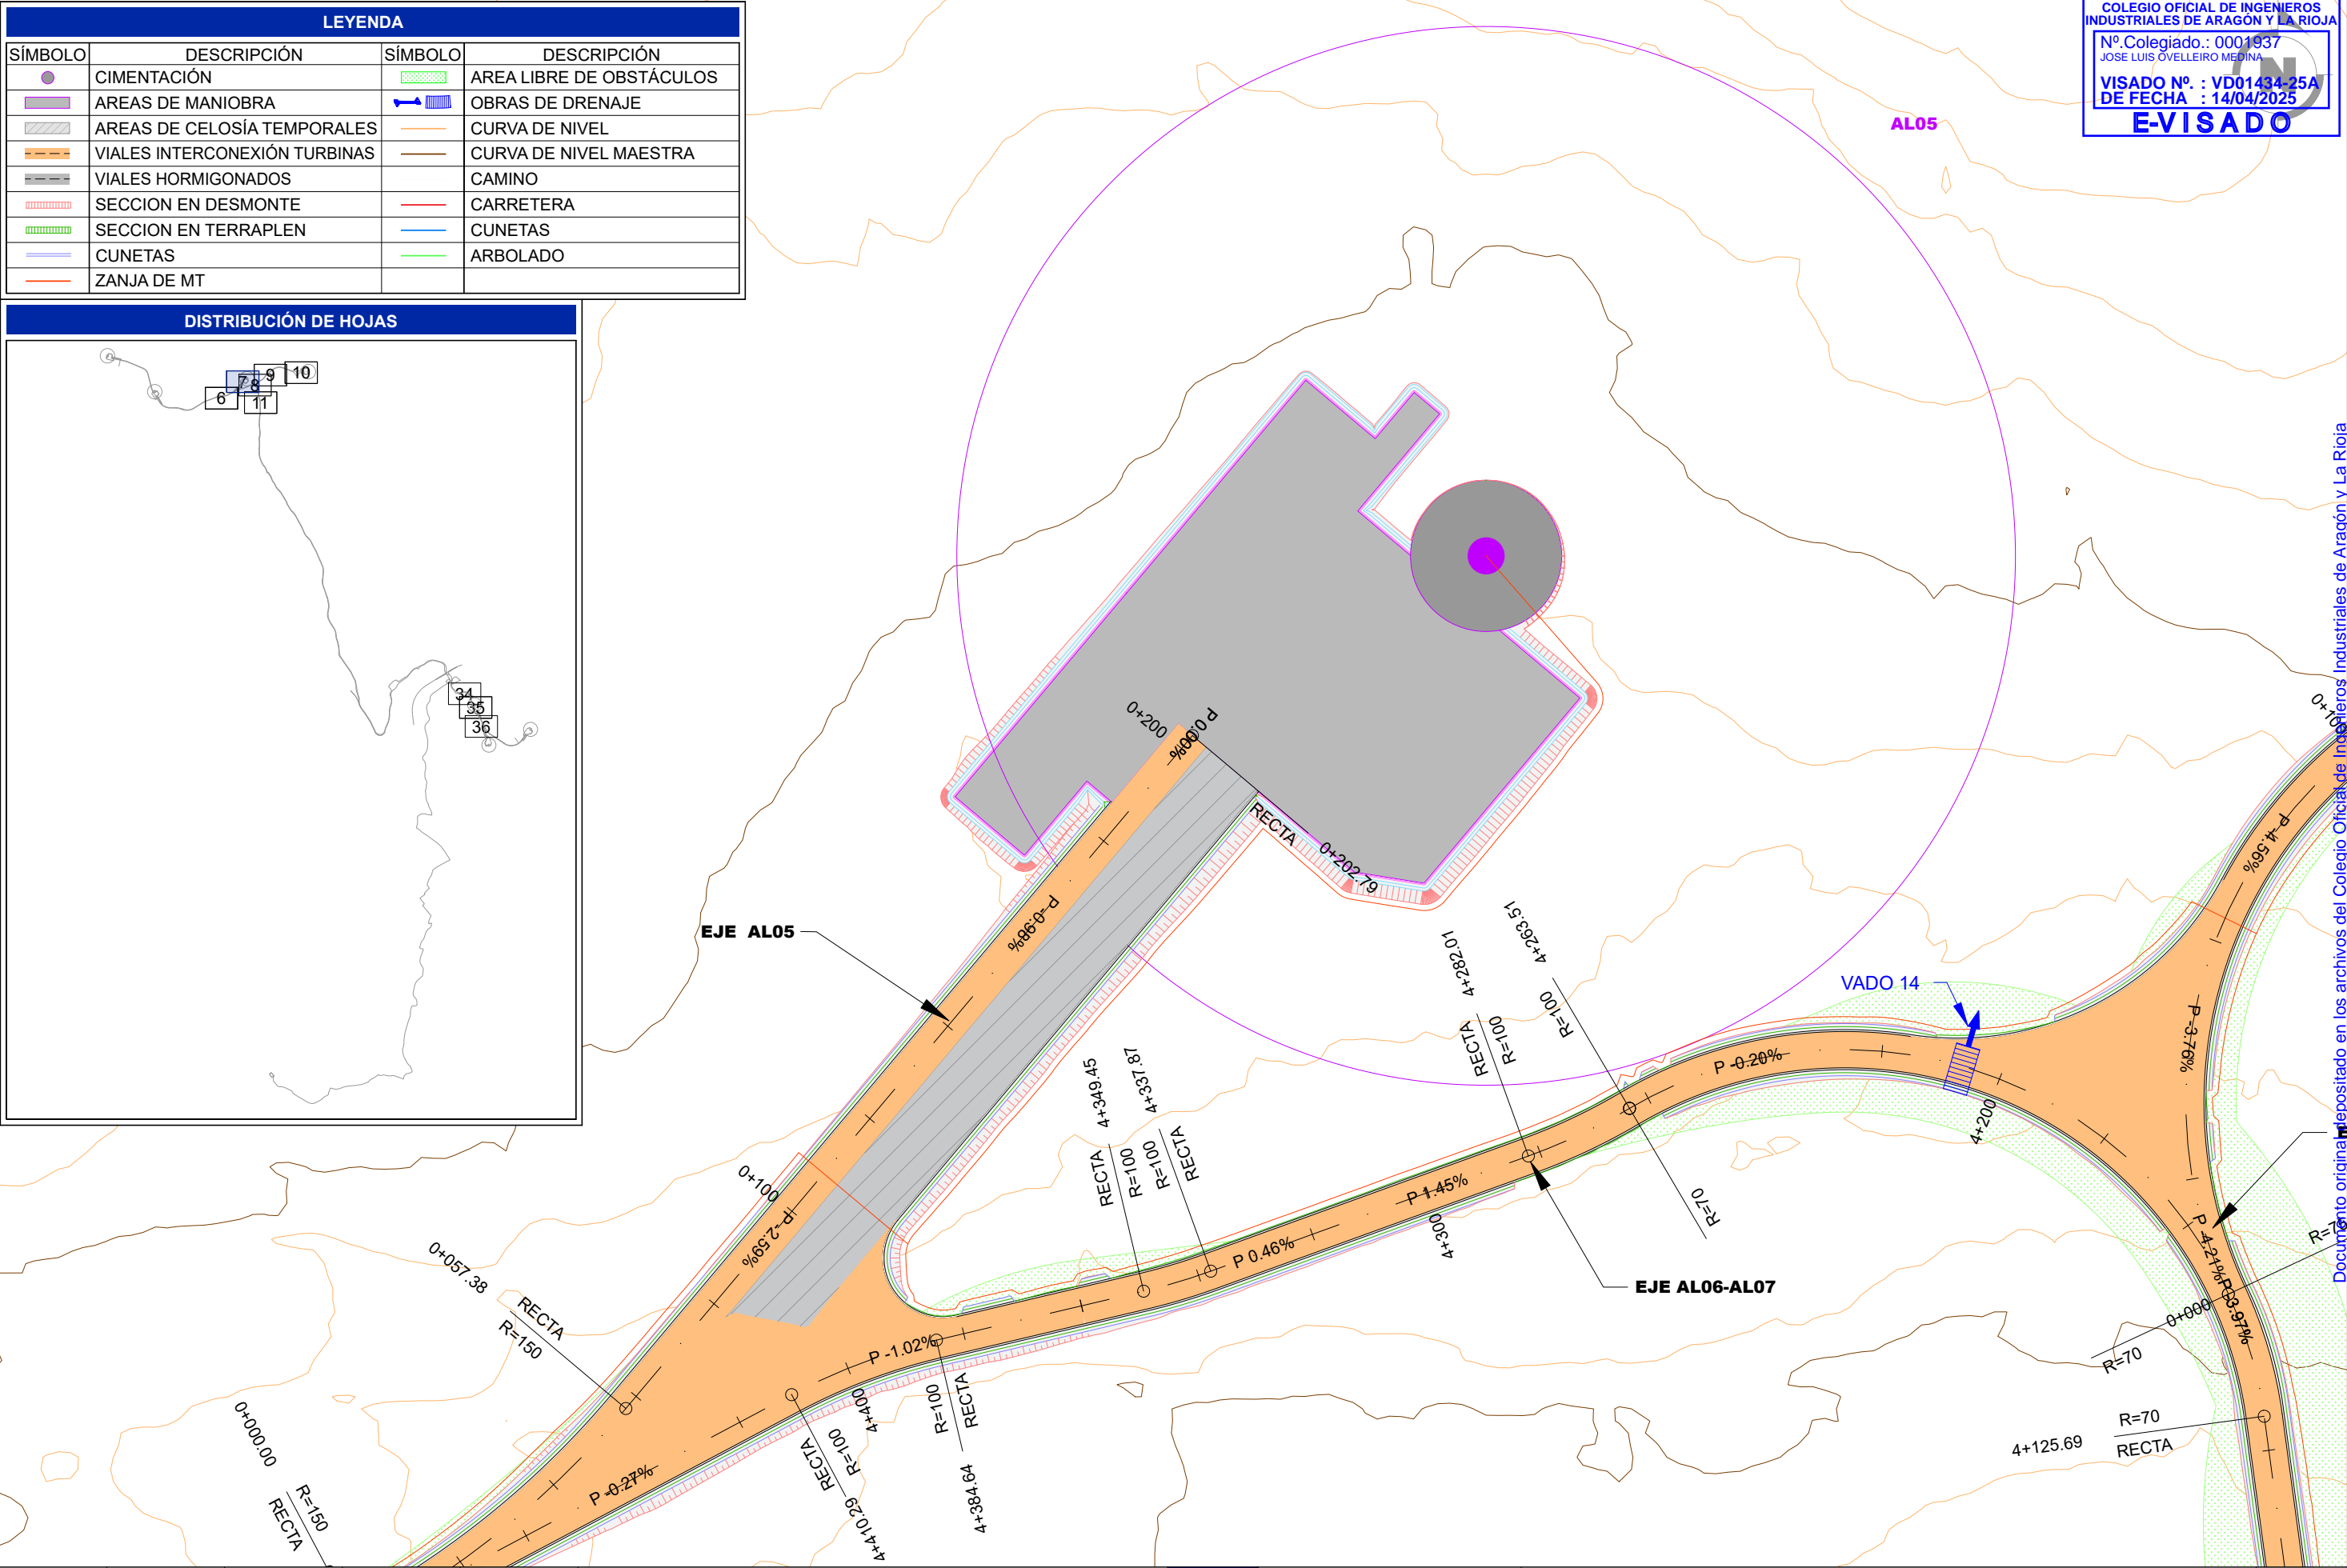 LEYENDA
SÍMBOLO DESCRIPCIÓN SÍMBOLO DESCRIPCIÓN
CIMENTACIÓN AREA LIBRE DE OBSTÁCULOS
AREAS DE MANIOBRA OBRAS DE DRENAJE
AREAS DE CELOSÍA TEMPORALES CURVA DE NIVEL
VIALES INTERCONEXIÓN TURBINAS CURVA DE NIVEL MAESTRA
VIALES HORMIGONADOS CAMINO
SECCION EN DESMONTE CARRETERA
SECCION EN TERRAPLEN CUNETAS
CUNETAS ARBOLADO
ZANJA DE MT
DISTRIBUCIÓN DE HOJAS
6
7
8
9
10
11
34
35
36
COLEGIO OFICIAL DE INGENIEROS
INDUSTRIALES DE ARAGÓN Y LA RIOJA
Nº.Colegiado.: 0001937
JOSE LUIS OVELLEIRO MEDINA
VISADO Nº. : VD01434-25A
DE FECHA : 14/04/2025
E-VISADO
N
AL05
Documento original depositado en los archivos del Colegio Oficial de Ingenieros Industriales de Aragón y La Rioja
0+200
P 0.00%
RECTA
0+202.79
P -0.98%
EJE AL05
0+100
P -2.59%
0+057.38
RECTA
R=150
0+000.00
R=150
RECTA
P -0.27%
P -1.02%
4+400
RECTA
R=100
4+410.29
R=100
RECTA
4+384.64
4+349.45
RECTA
R=100
4+337.87
R=100
RECTA
P 0.46%
P 1.45%
4+300
4+282.01
RECTA
R=100
4+263.51
R=100
R=70
EJE AL06-AL07
P -0.20%
VADO 14
4+200
P -4.56%
P -3.76%
P -4.21%
P -3.97%
0+000
R=70
R=70
4+125.69
RECTA